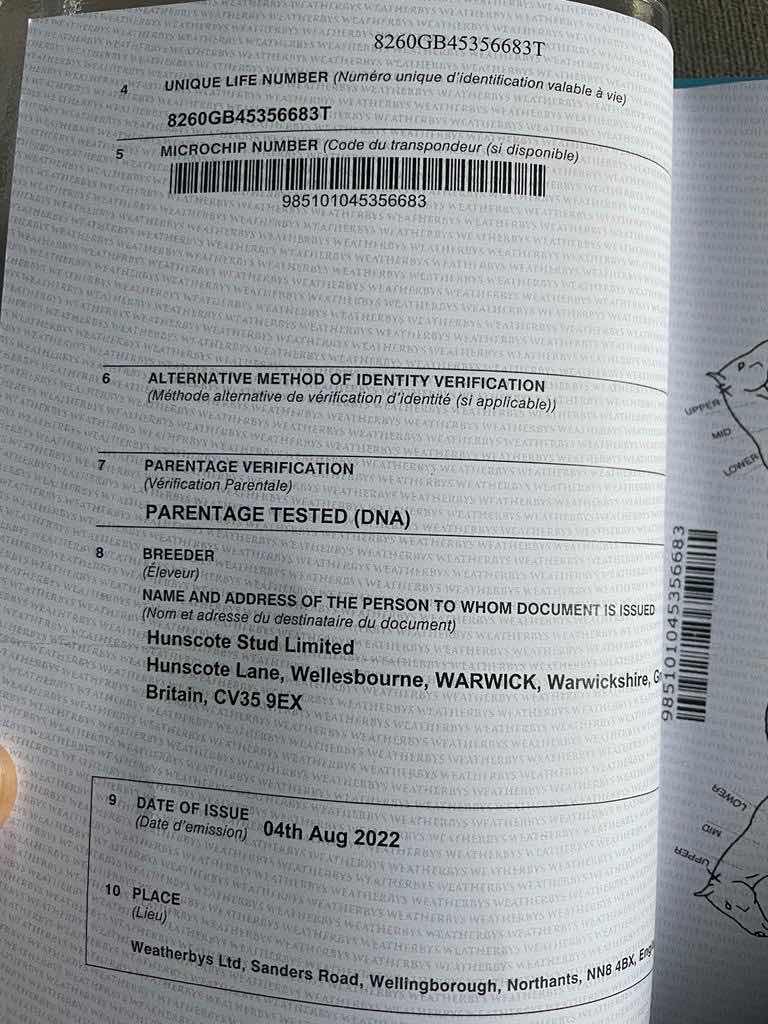 8260GB45356683T
4 UNIQUE LIFE NUMBER (Numéro unique d'identification valable à vie)
8260GB45356683T
5 MICROCHIP NUMBER (Code du transpondeur (si disponible)
985101045356683
6 ALTERNATIVE METHOD OF IDENTITY VERIFICATION
(Méthode alternative de vérification d'identité (si applicable))
7 PARENTAGE VERIFICATION
(Vérification Parentale)
PARENTAGE TESTED (DNA)
8 BREEDER
(Éleveur)
NAME AND ADDRESS OF THE PERSON TO WHOM DOCUMENT IS ISSUED
(Nom et adresse du destinataire du document)
Hunscote Stud Limited
Hunscote Lane, Wellesbourne, WARWICK, Warwickshire,
Britain, CV35 9EX
9 DATE OF ISSUE
(Date d'emission) 04th Aug 2022
10 PLACE
(Lieu)
Weatherbys Ltd, Sanders Road, Wellingborough, Northants, NN8 4BX,
UPPER
MID
LOWER
985101045356683
LOWER
MID
UPPER